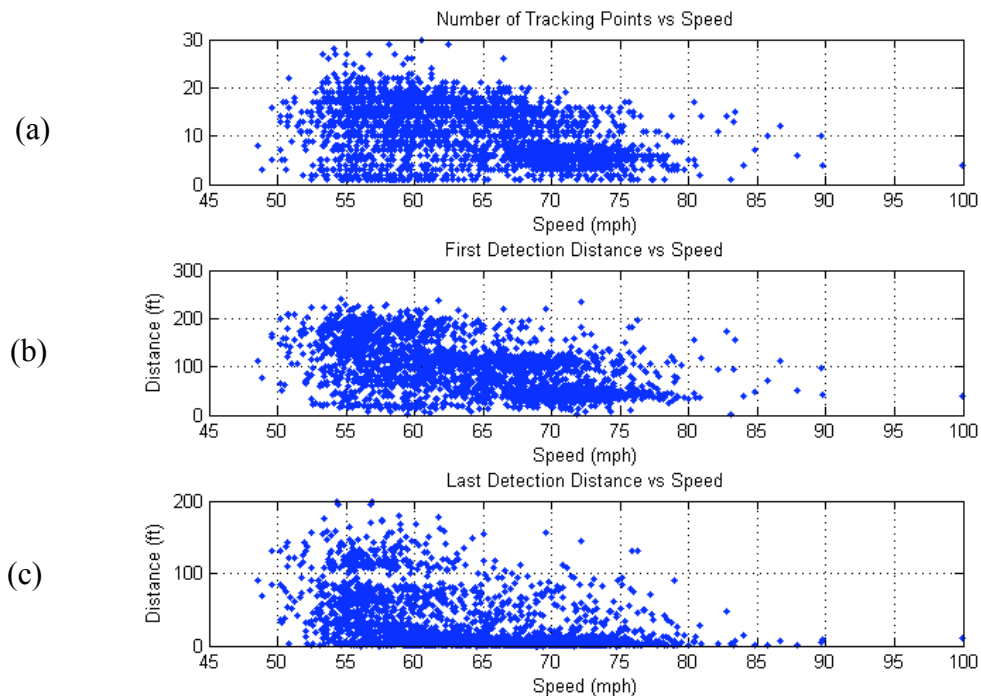 Number of Tracking Points vs Speed
(a)
30
20
10
0
45 50 55 60 65 70 75 80 85 90 95 100
Speed (mph)
First Detection Distance vs Speed
(b)
Distance (ft)
300
200
100
0
45 50 55 60 65 70 75 80 85 90 95 100
Speed (mph)
Last Detection Distance vs Speed
(c)
Distance (ft)
200
100
0
45 50 55 60 65 70 75 80 85 90 95 100
Speed (mph)